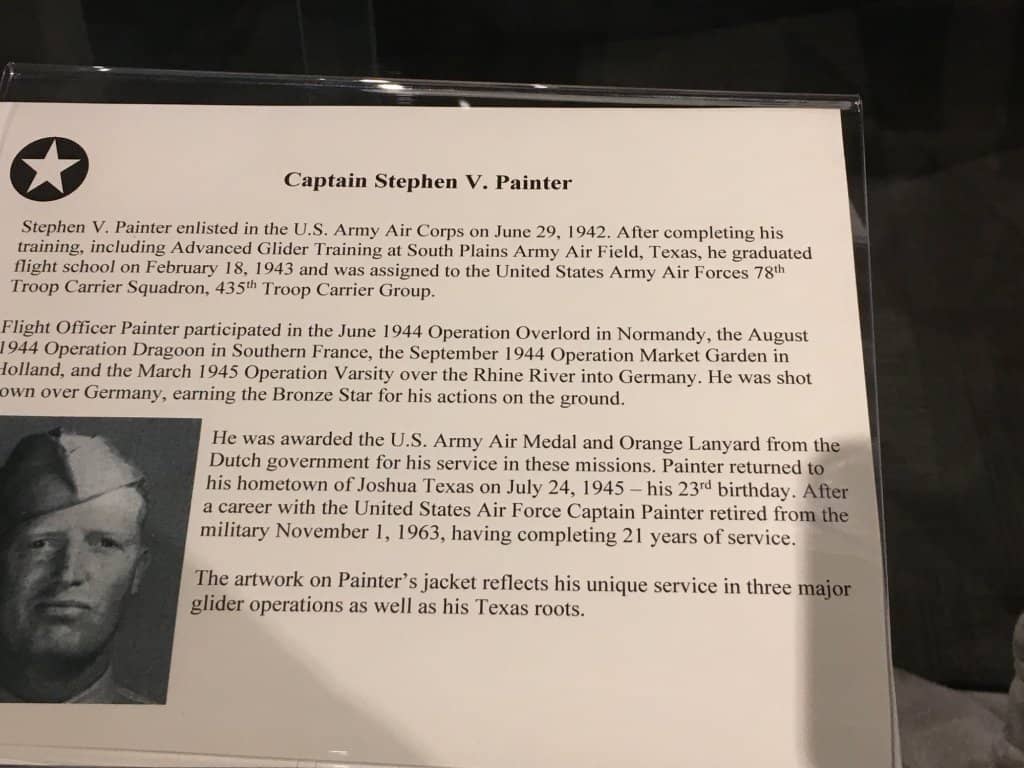 Captain Stephen V. Painter
Stephen V. Painter enlisted in the U.S. Army Air Corps on June 29, 1942. After completing his
training, including Advanced Glider Training at South Plains Army Air Field, Texas, he graduated
flight school on February 18, 1943 and was assigned to the United States Army Air Forces 78th
Troop Carrier Squadron, 435th Troop Carrier Group.
Flight Officer Painter participated in the June 1944 Operation Overlord in Normandy, the August
1944 Operation Dragoon in Southern France, the September 1944 Operation Market Garden in
Holland, and the March 1945 Operation Varsity over the Rhine River into Germany. He was shot
own over Germany, earning the Bronze Star for his actions on the ground.
He was awarded the U.S. Army Air Medal and Orange Lanyard from the
Dutch government for his service in these missions. Painter returned to
his hometown of Joshua Texas on July 24, 1945 – his 23rd birthday. After
a career with the United States Air Force Captain Painter retired from the
military November 1, 1963, having completing 21 years of service.
The artwork on Painter's jacket reflects his unique service in three major
glider operations as well as his Texas roots.